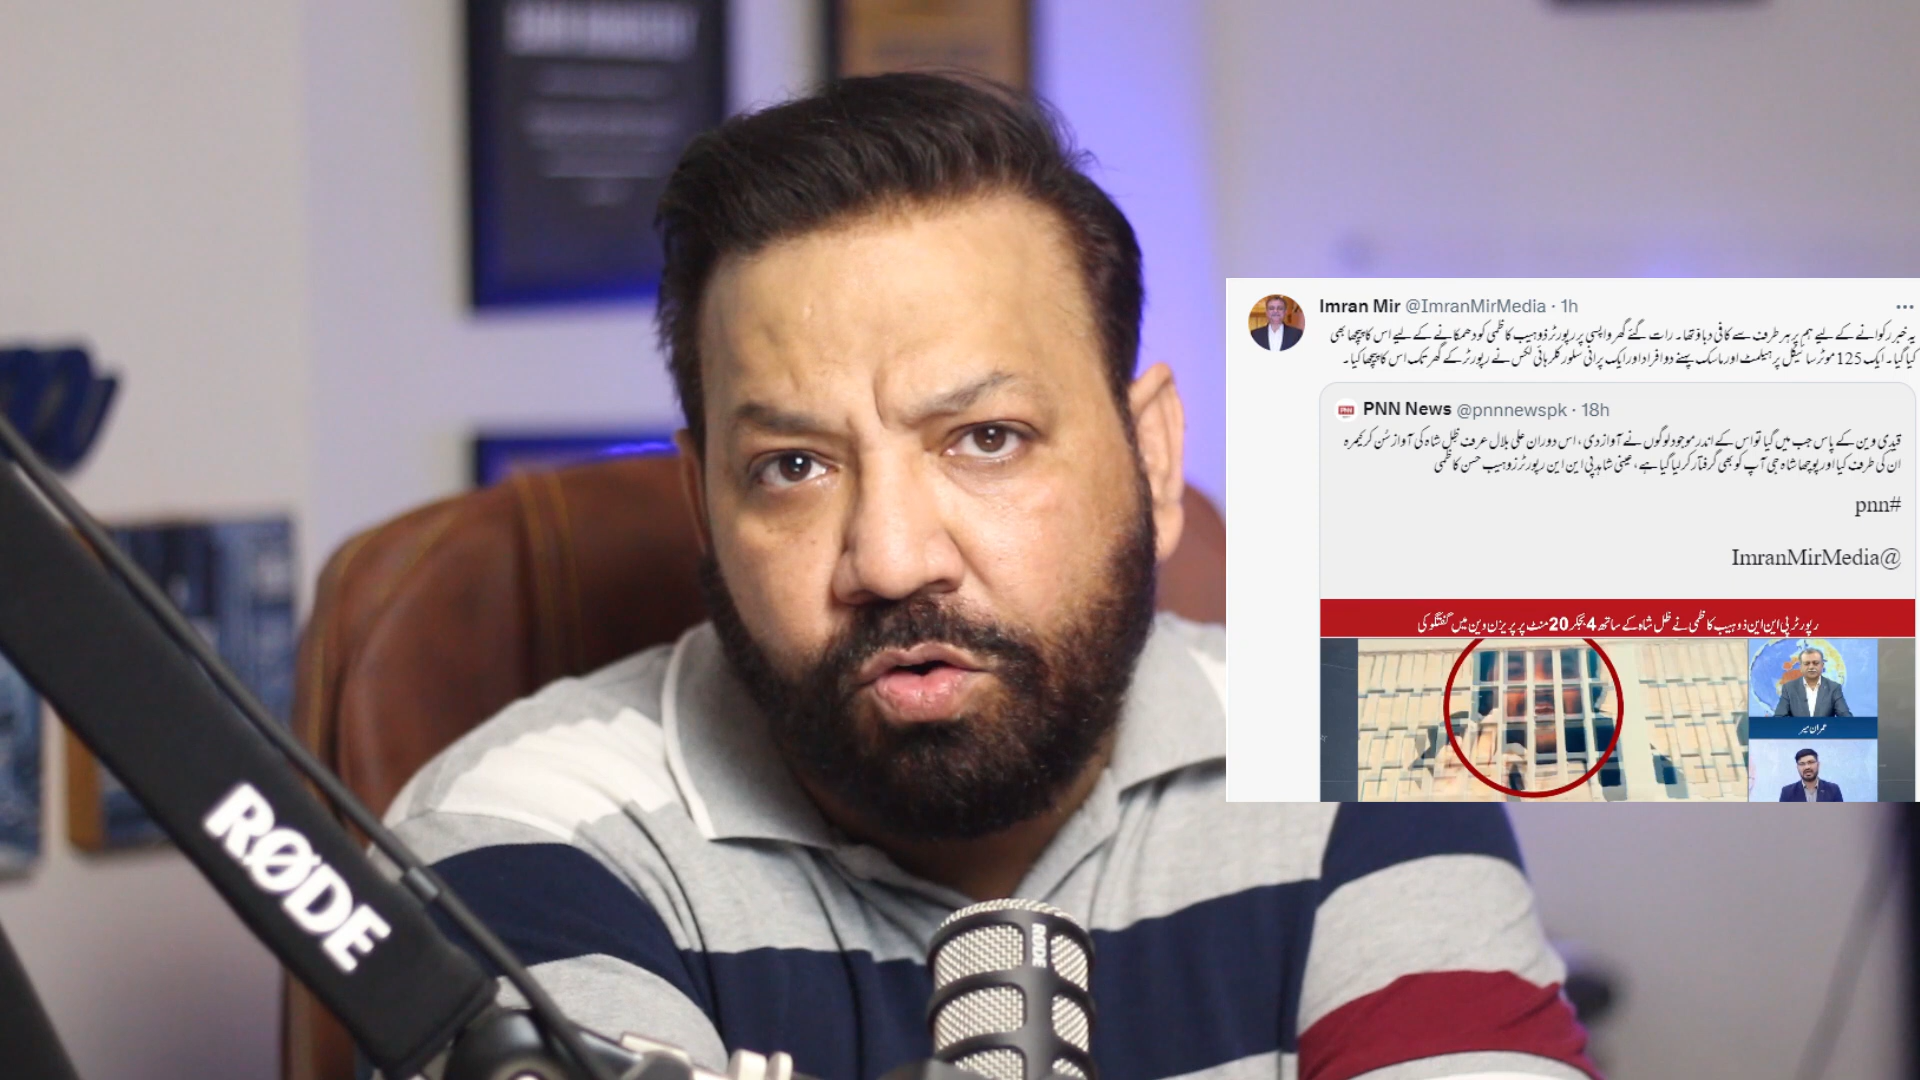 Imran Mir @ImranMirMedia · 1h
یہ خبر رکوانے کے لیے ہم پر ہر طرف سے کافی دباؤ تھا۔ رات گئے گھر واپسی پر رپورٹر ذوہیب کاظمی کو دھمکانے کے لیے اس کا پیچھا بھی
کیا گیا۔ ایک 125 موٹر سائیکل پر ہیلمٹ اور ماسک پہنے دو افراد اور ایک پرانی سلور کلر ہائی لکس نے رپورٹر کے گھر تک اس کا پیچھا کیا۔
PNN News @pnnnewspk · 18h
قیدی وین کے پاس جب میں گیا تو اس کے اندر موجود لوگوں نے آواز دی، اس دوران علی بلال عرف ظِل شاہ کی آواز سُن کر کیمرہ
ان کی طرف کیا اور پوچھا شاہ جی آپ کو بھی گرفتار کر لیا گیا ہے، عینی شاہد پی این این رپورٹر زوہیب حسن کاظمی
#pnn
@ImranMirMedia
رپورٹر پی این این ذوہیب کاظمی نے ظل شاہ کے ساتھ 4 بجکر 20 منٹ پر پریزن وین میں گفتگو کی
عمران میر
RØDE
RØDE